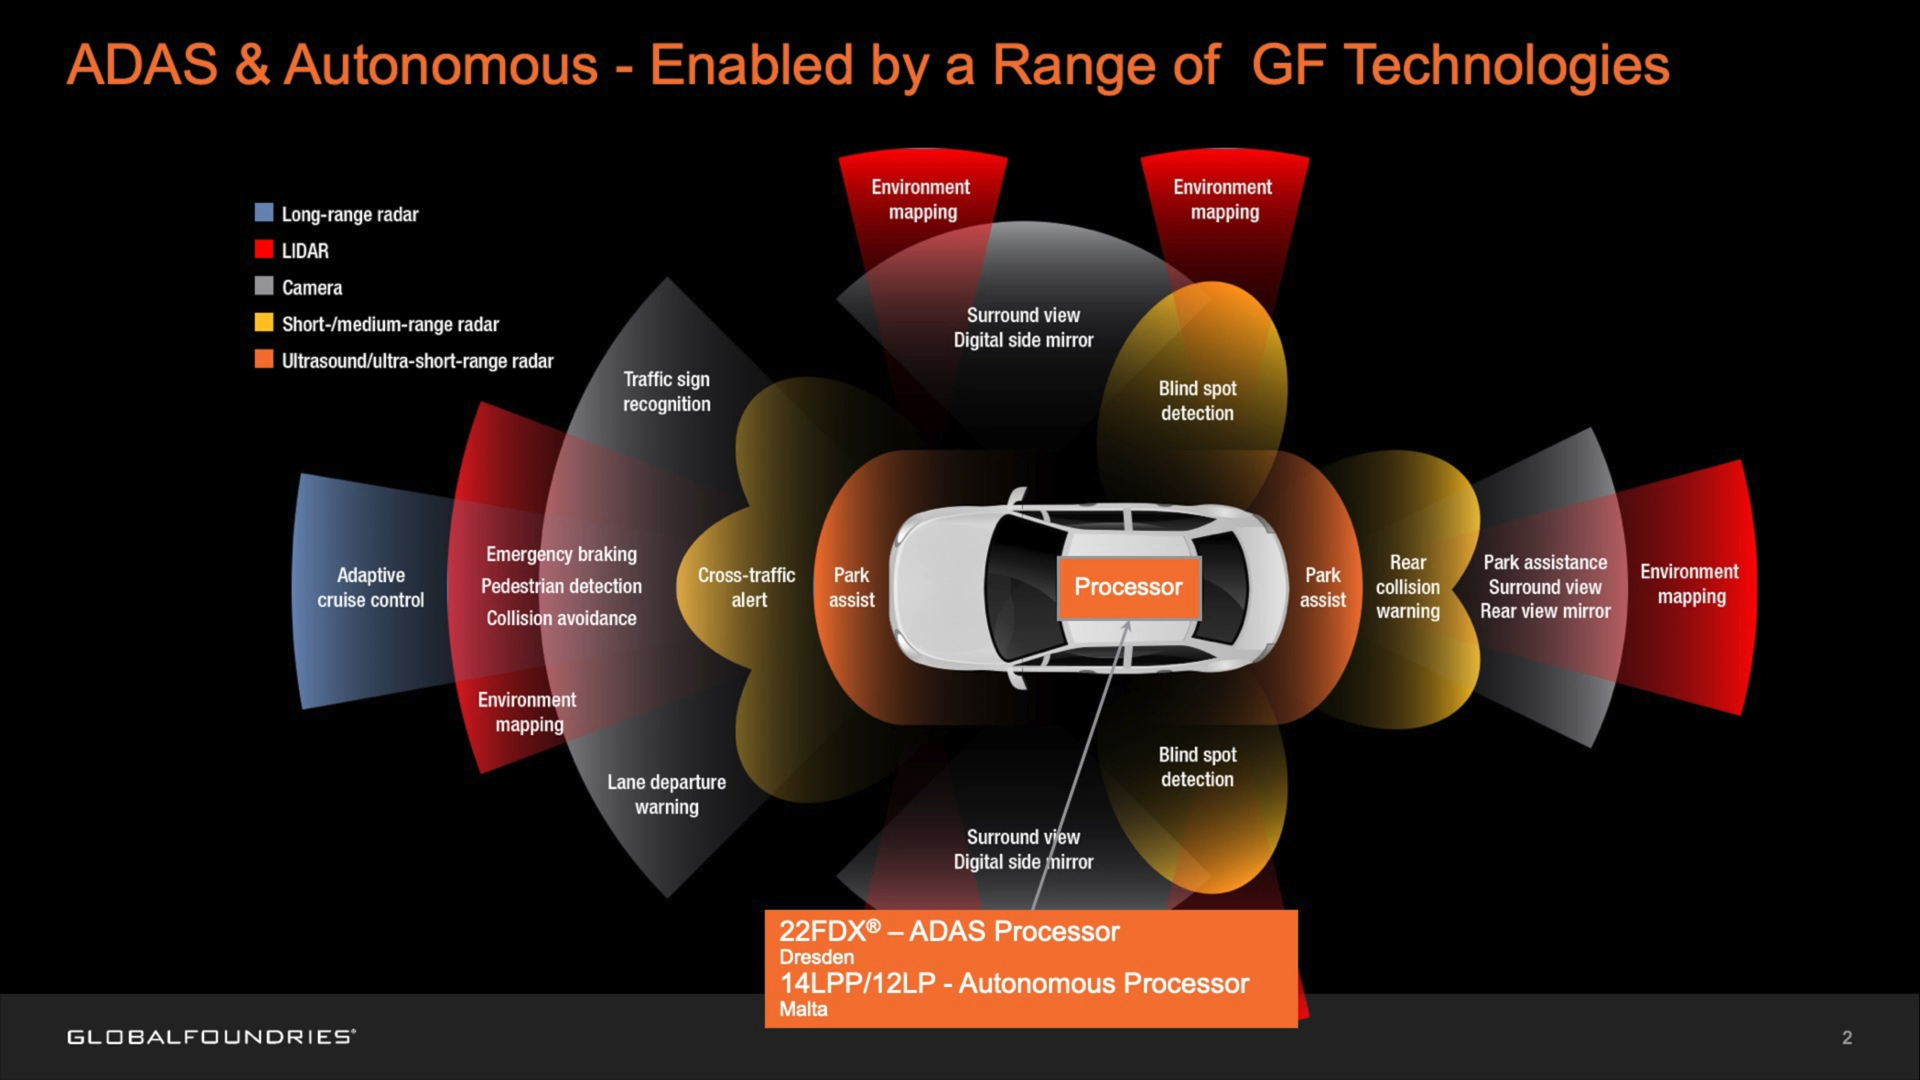 ADAS & Autonomous - Enabled by a Range of GF Technologies
Long-range radar
LIDAR
Camera
Short-/medium-range radar
Ultrasound/ultra-short-range radar
Environment
mapping
Environment
mapping
Surround view
Digital side mirror
Traffic sign
recognition
Blind spot
detection
Adaptive
cruise control
Emergency braking
Pedestrian detection
Collision avoidance
Cross-traffic
alert
Park
assist
Processor
Park
assist
Rear
collision
warning
Park assistance
Surround view
Rear view mirror
Environment
mapping
Environment
mapping
Lane departure
warning
Blind spot
detection
Surround view
Digital side mirror
22FDX® – ADAS Processor
Dresden
14LPP/12LP - Autonomous Processor
Malta
GLOBALFOUNDRIES®
2